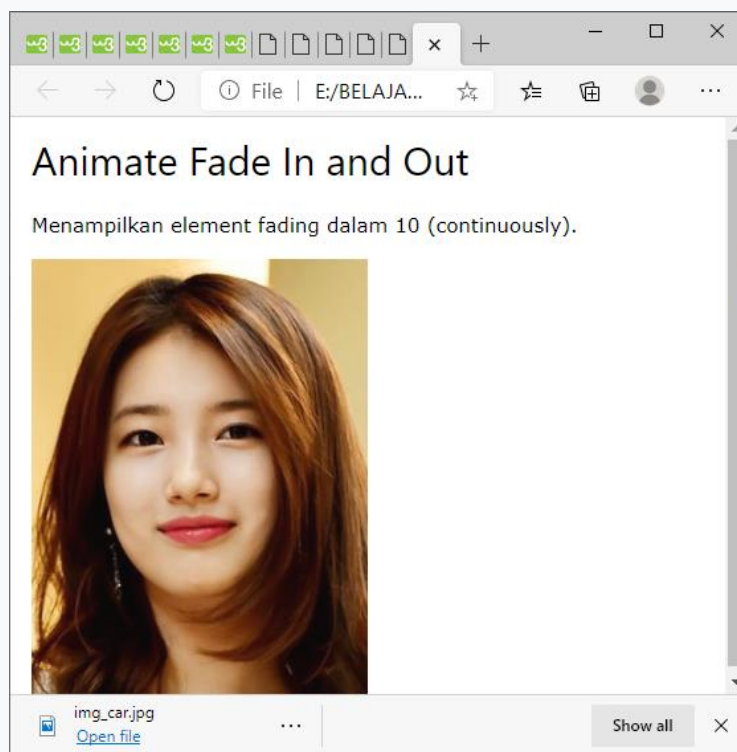 File | E:/BELAJA...
Animate Fade In and Out
Menampilkan element fading dalam 10 (continuously).
img_car.jpg
Open file
Show all